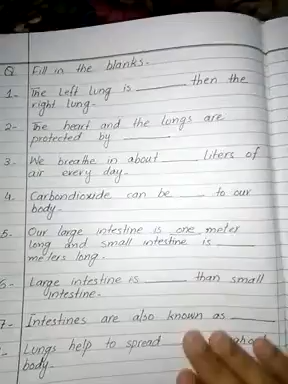 Q Fill in the blanks.
1- The left lung is ______ then the
right lung.
2- The heart and the longs are
protected by ______
3. We breathe in about ______ liters of
air every day.
4. Carbondioxide can be ____ to our
body.
5. Our large intestine is one meter
long and small intestine is ____
meters long.
6- Large intestine is ______ than small
intestine.
7- Intestines are also known as ______
Lungs help to spread
body.